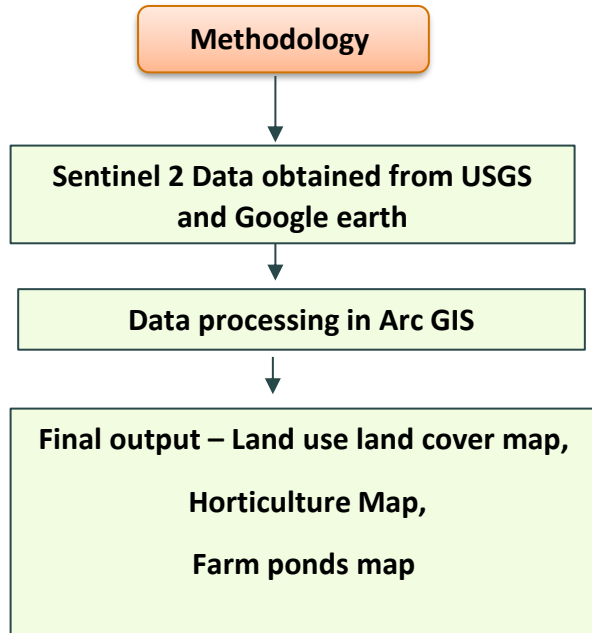 Methodology
Sentinel 2 Data obtained from USGS
and Google earth
Data processing in Arc GIS
Final output – Land use land cover map,
Horticulture Map,
Farm ponds map